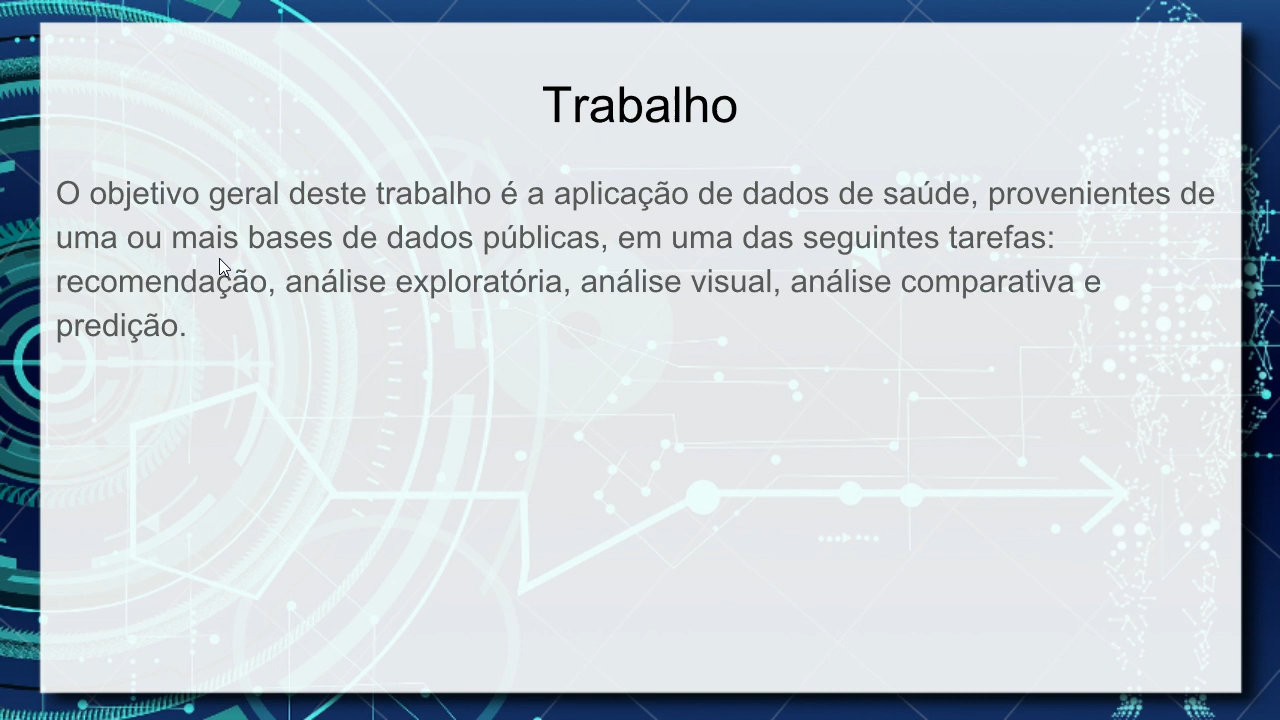 Trabalho
O objetivo geral deste trabalho é a aplicação de dados de saúde, provenientes de
uma ou mais bases de dados públicas, em uma das seguintes tarefas:
recomendação, análise exploratória, análise visual, análise comparativa e
predição.